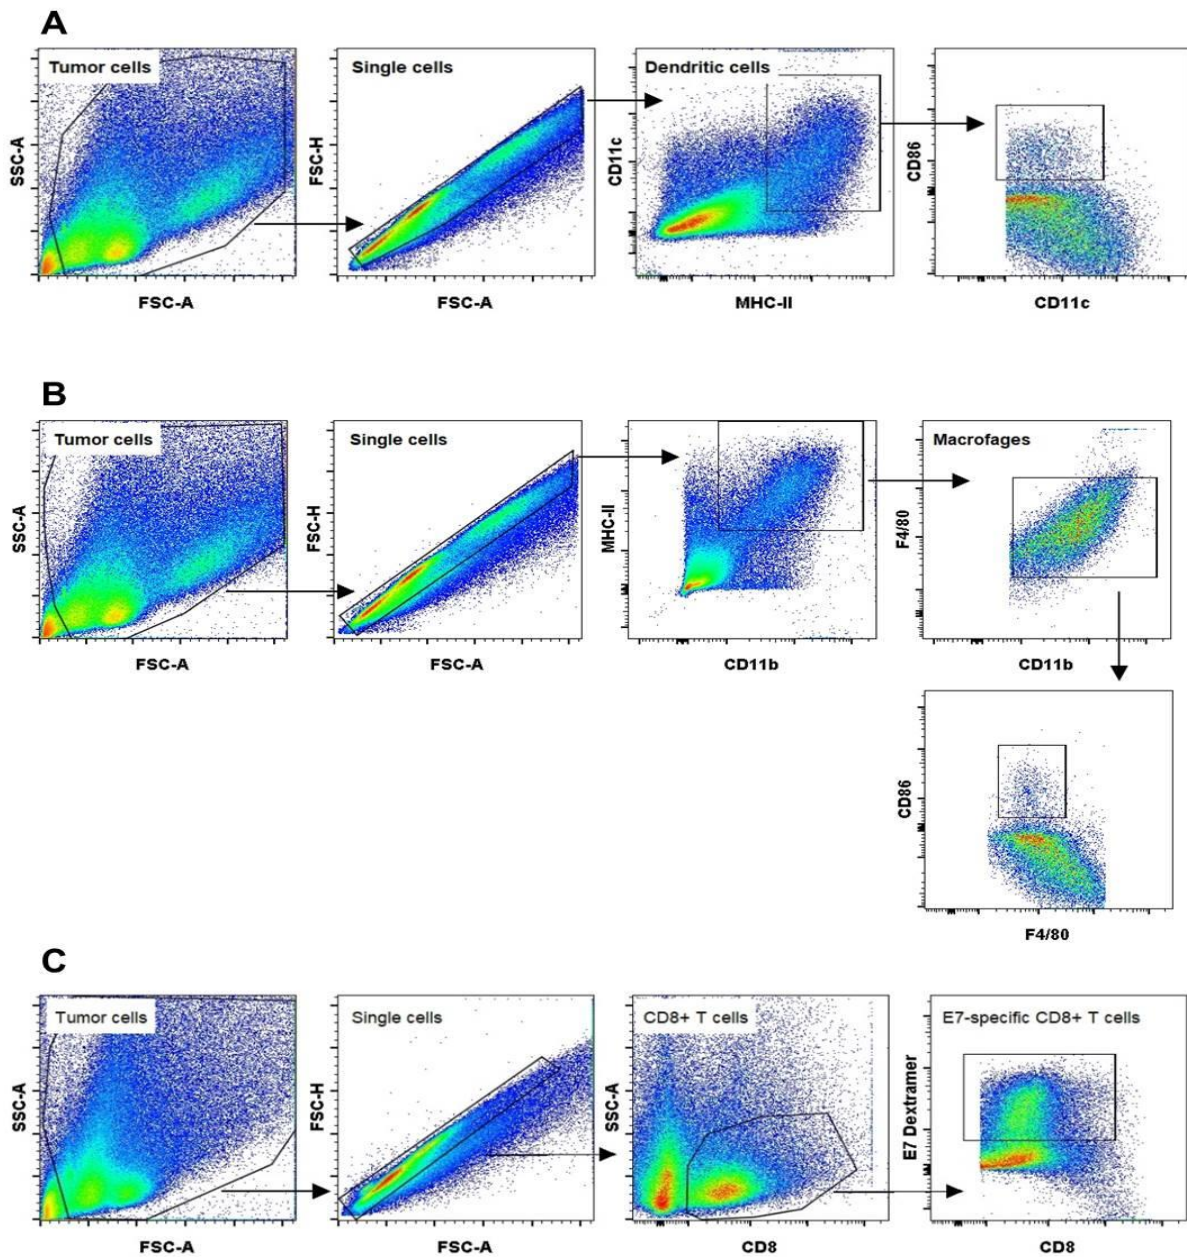 A
Tumor cells
SSC-A
FSC-A
Single cells
FSC-H
FSC-A
Dendritic cells
CD11c
MHC-II
CD86
CD11c
B
Tumor cells
SSC-A
FSC-A
Single cells
FSC-H
FSC-A
MHC-II
CD11b
Macrofages
F4/80
CD11b
CD86
F4/80
C
Tumor cells
SSC-A
FSC-A
Single cells
FSC-H
FSC-A
CD8+ T cells
SSC-A
CD8
E7-specific CD8+ T cells
E7 Dextramer
CD8